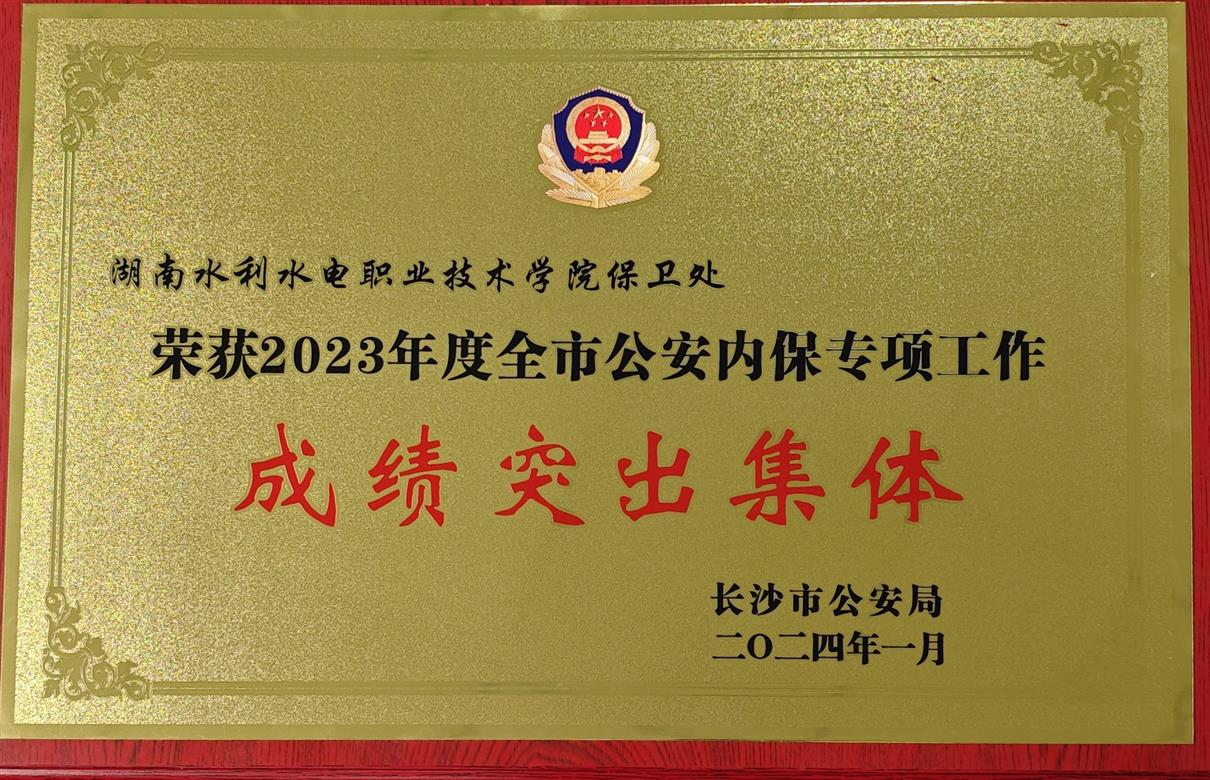 湖南水利水电职业技术学院保卫处
荣获2023年度全市公安内保专项工作
成绩突出集体
长沙市公安局
二〇二四年一月